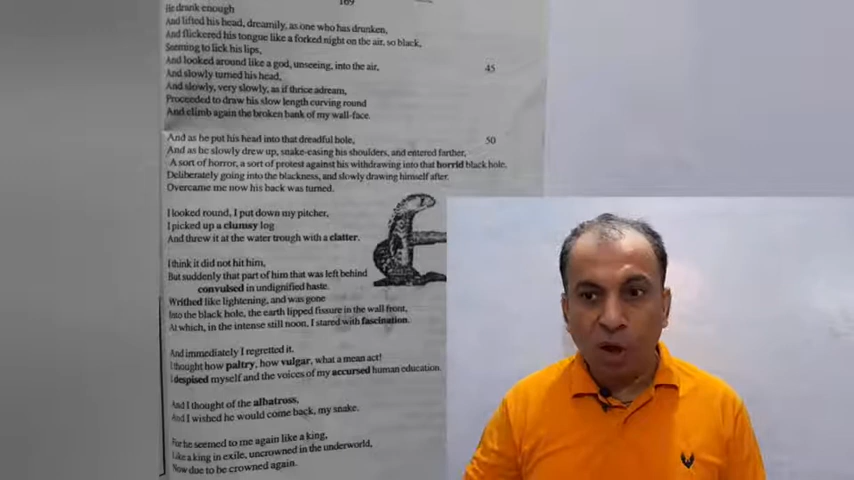 169
He drank enough
And lifted his head, dreamily, as one who has drunken,
And flickered his tongue like a forked night on the air, so black,
Seeming to lick his lips,
And looked around like a god, unseeing, into the air,
45
And slowly turned his head,
And slowly, very slowly, as if thrice adream,
Proceeded to draw his slow length curving round
And climb again the broken bank of my wall-face.
And as he put his head into that dreadful hole,
50
And as he slowly drew up, snake-easing his shoulders, and entered farther,
A sort of horror, a sort of protest against his withdrawing into that horrid black hole,
Deliberately going into the blackness, and slowly drawing himself after,
Overcame me now his back was turned.
I looked round, I put down my pitcher,
I picked up a clumsy log
And threw it at the water trough with a clatter.
I think it did not hit him,
But suddenly that part of him that was left behind
convulsed in undignified haste.
Writhed like lightening, and was gone
Into the black hole, the earth lipped fissure in the wall front,
At which, in the intense still noon, I stared with fascination.
And immediately I regretted it.
I thought how paltry, how vulgar, what a mean act!
I despised myself and the voices of my accursed human education.
And I thought of the albatross,
And I wished he would come back, my snake.
For he seemed to me again like a king,
Like a king in exile, uncrowned in the underworld,
Now due to be crowned again.